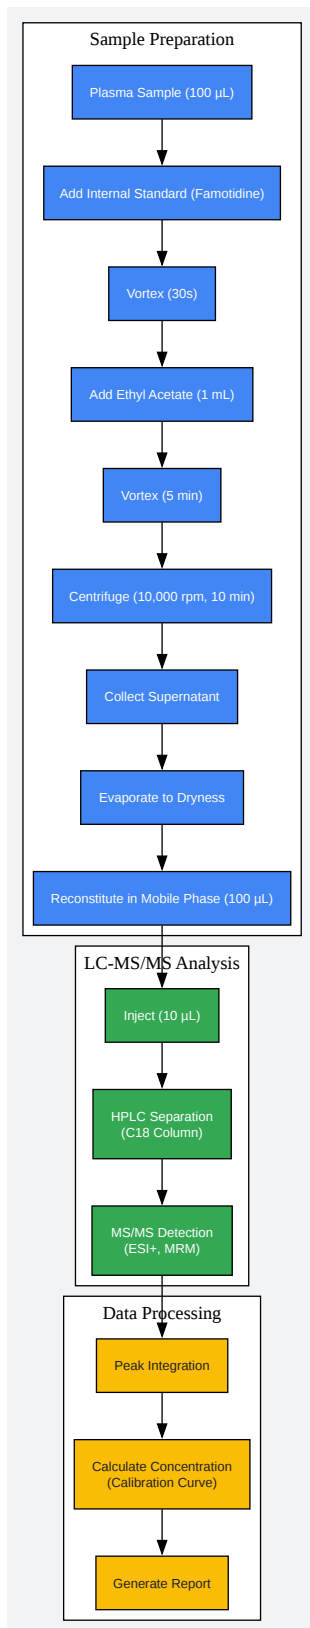 Sample Preparation
Plasma Sample (100 µL)
Add Internal Standard (Famotidine)
Vortex (30s)
Add Ethyl Acetate (1 mL)
Vortex (5 min)
Centrifuge (10,000 rpm, 10 min)
Collect Supernatant
Evaporate to Dryness
Reconstitute in Mobile Phase (100 µL)
LC-MS/MS Analysis
Inject (10 µL)
HPLC Separation
(C18 Column)
MS/MS Detection
(ESI+, MRM)
Data Processing
Peak Integration
Calculate Concentration
(Calibration Curve)
Generate Report